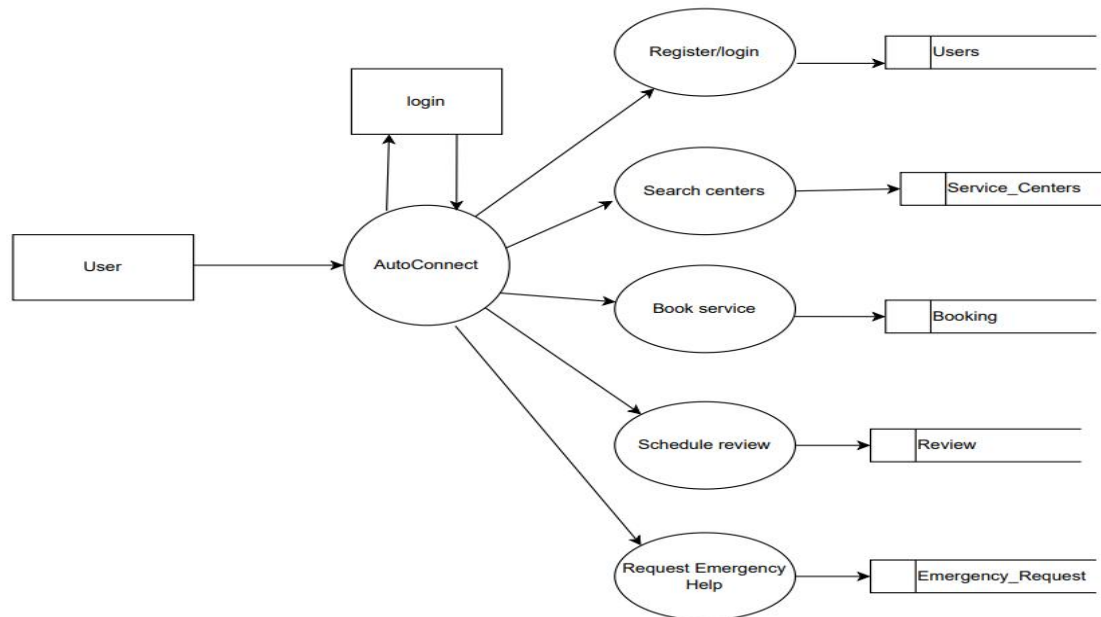 Register/login
Users
login
Search centers
Service_Centers
User
AutoConnect
Book service
Booking
Schedule review
Review
Request Emergency
Help
Emergency_Request